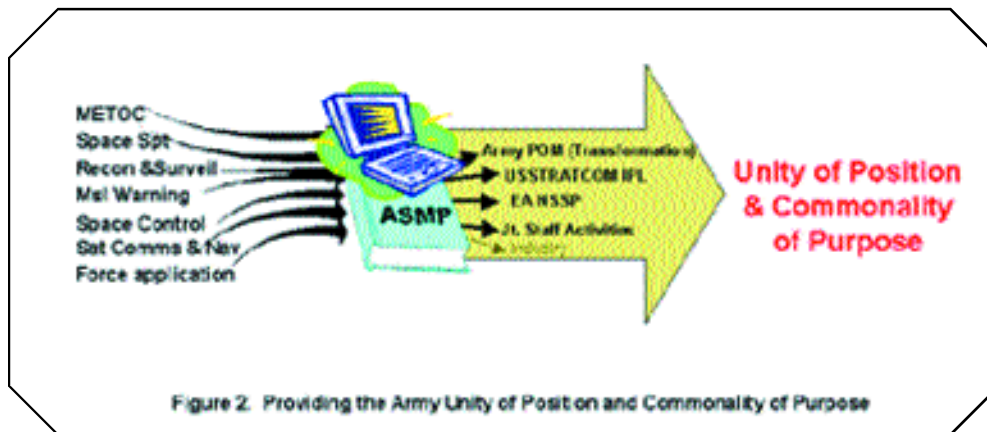 METOC
Space Spt
Recon &Surveil
Msl Warning
Space Control
Sat Comms & Nav
Force application
ASMP
Army POM (Transformation)
USSTRATCOM IPL
EA NSSP
Jt. Staff Activities
Industry
Unity of Position
& Commonality
of Purpose
Figure 2. Providing the Army Unity of Position and Commonality of Purpose